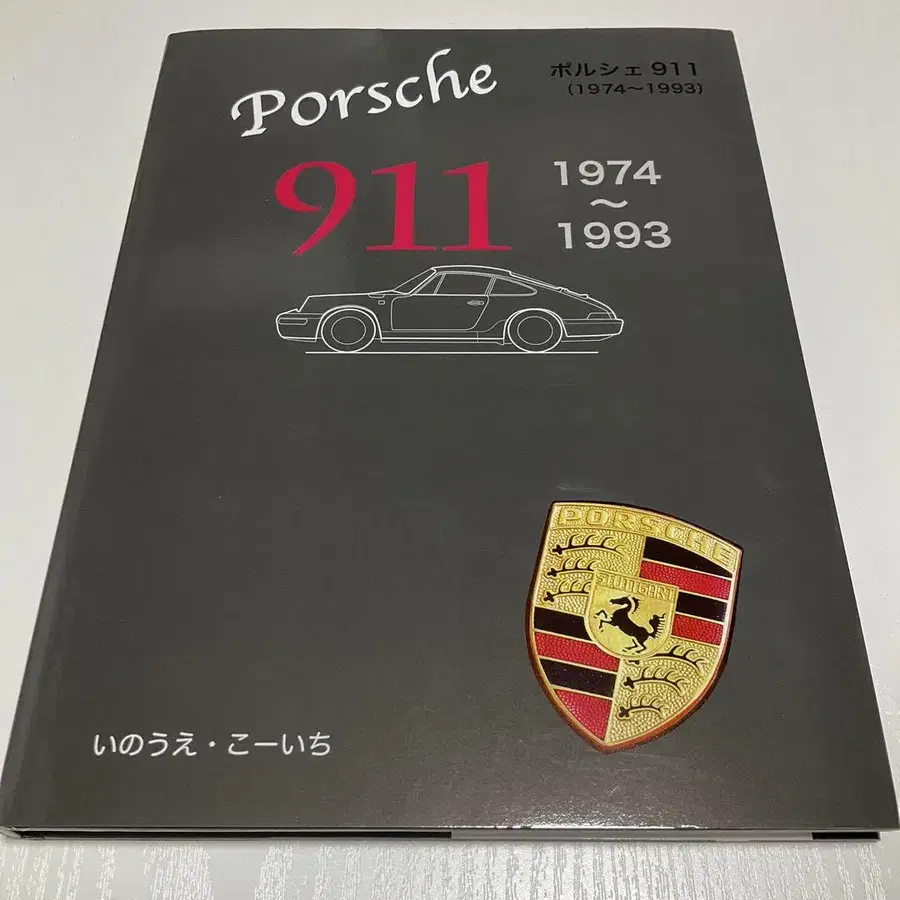 Porsche
ポルシェ 911
(1974〜1993)
911
1974
〜
1993
PORSCHE
STUTTGART
いのうえ・こーいち